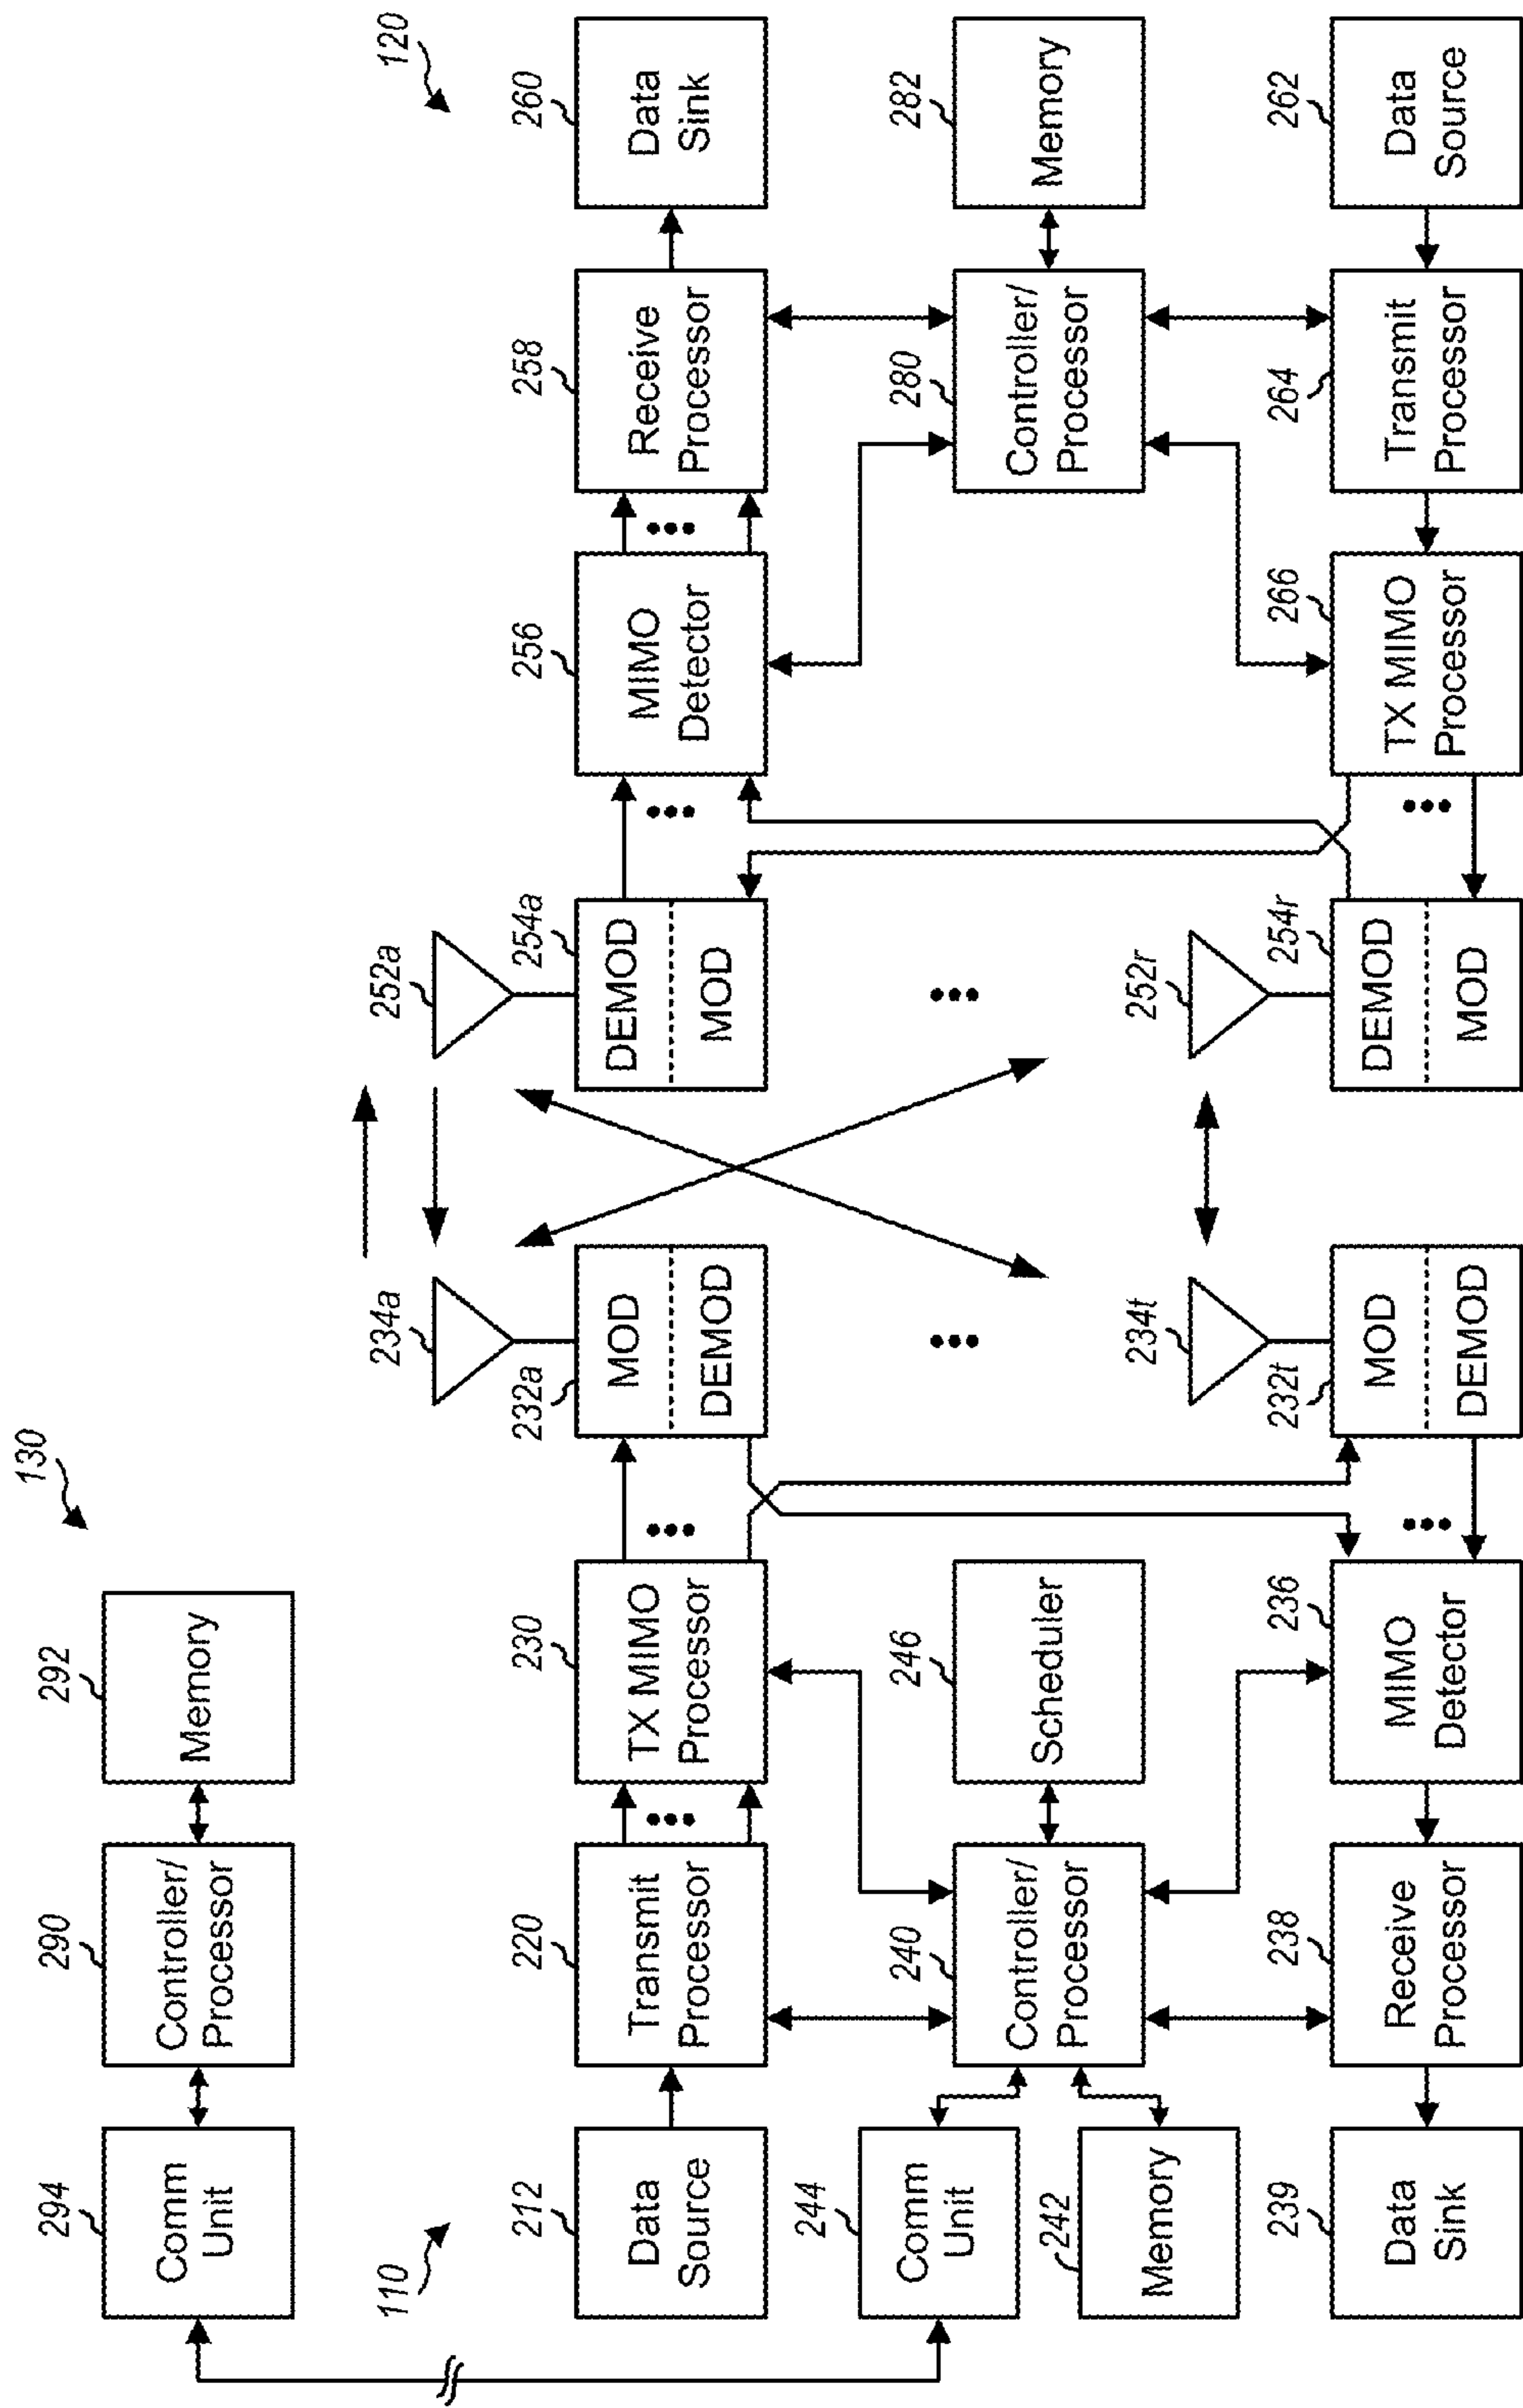 130
294
Comm
Unit
290
Controller/
Processor
292
Memory
110
120
212
Data
Source
220
Transmit
Processor
230
TX MIMO
Processor
232a
MOD
DEMOD
234a
252a
254a
DEMOD
MOD
256
MIMO
Detector
258
Receive
Processor
260
Data
Sink
244
Comm
Unit
242
Memory
240
Controller/
Processor
246
Scheduler
280
Controller/
Processor
282
Memory
239
Data
Sink
238
Receive
Processor
236
MIMO
Detector
232t
MOD
DEMOD
234t
252r
254r
DEMOD
MOD
266
TX MIMO
Processor
264
Transmit
Processor
262
Data
Source